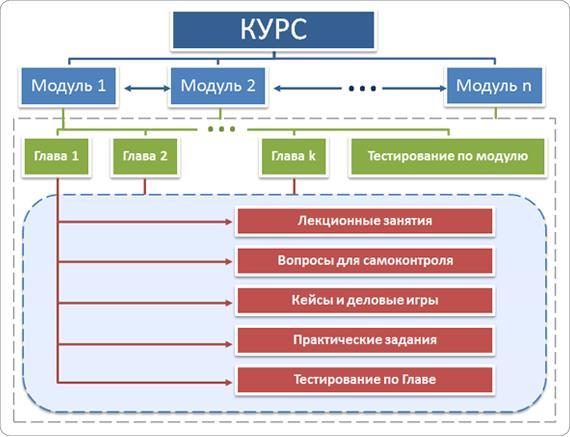 КУРС
Модуль 1
Модуль 2
Модуль n
Глава 1
Глава 2
Глава k
Тестирование по модулю
Лекционные занятия
Вопросы для самоконтроля
Кейсы и деловые игры
Практические задания
Тестирование по Главе